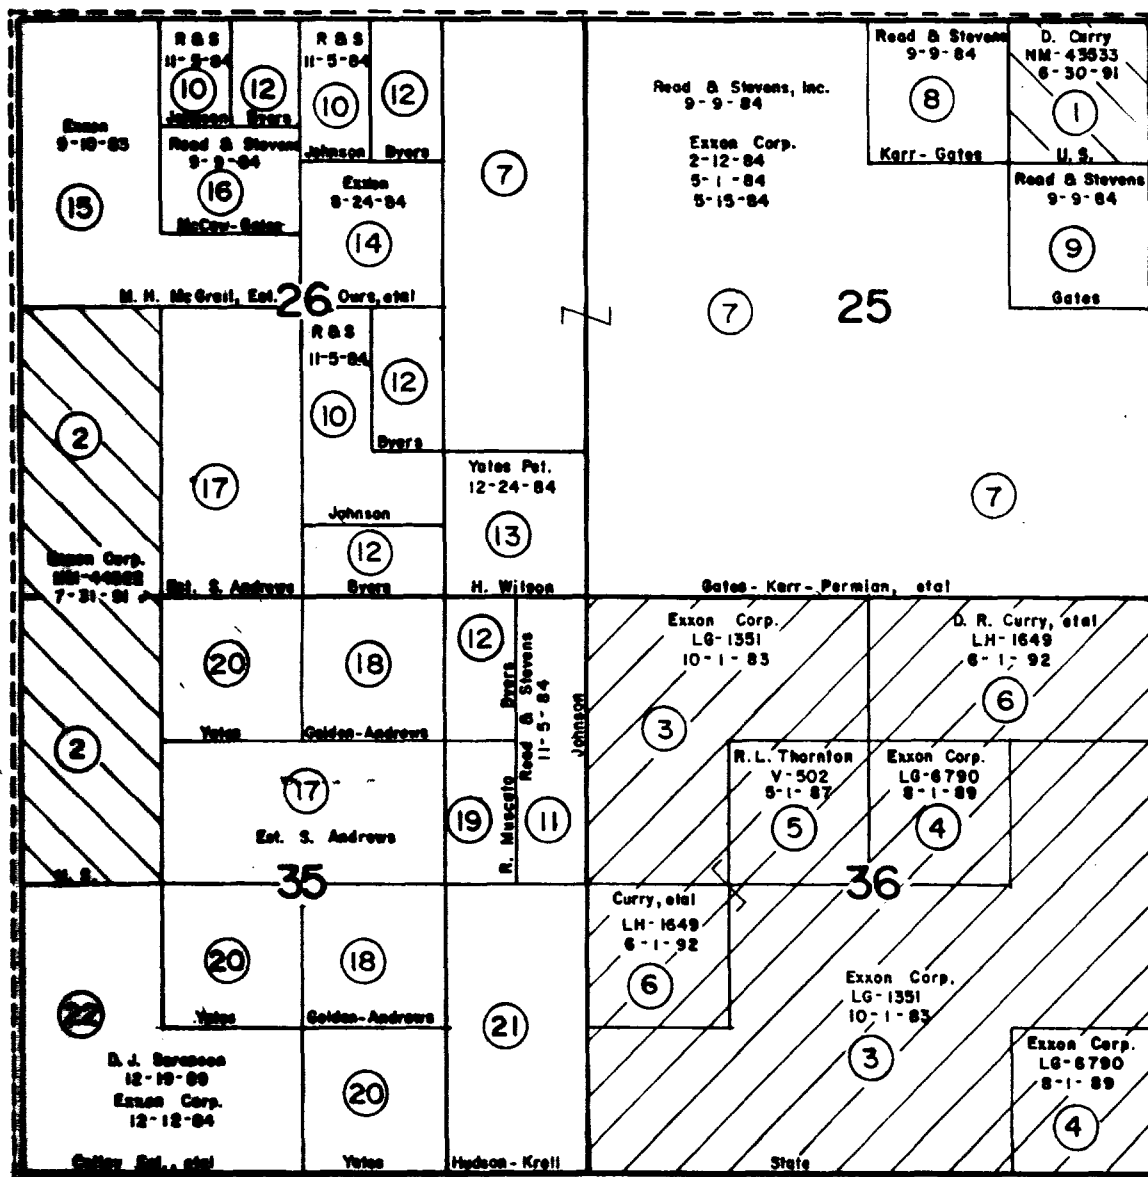 R & S
11-5-84
10
Johnson
12
Byers
R & S
11-5-84
10
Johnson
12
Byers
Exxon
9-10-83
15
Read & Stevens
9-9-84
16
McCaw-Gates
Exxon
8-24-84
14
M. H. McGrail, Est.
26
Ours, etal
7
Read & Stevens, Inc.
9-9-84
Exxon Corp.
2-12-84
5-1-84
5-15-84
7
25
Read & Stevens
9-9-84
8
Karr-Gates
D. Curry
NM-43533
6-30-91
1
U. S.
Read & Stevens
9-9-84
9
Gates
2
17
R & S
11-5-84
10
12
Byers
Johnson
12
Byers
Yates Pet.
12-24-84
13
H. Wilson
7
Exxon Corp.
7-31-81
Est. S. Andrews
Gates-Kerr-Permian, etal
2
20
Yates
18
Golden-Andrews
12
Byers
Read & Stevens
11-5-84
Johnson
17
Est. S. Andrews
19
R. Muscato
11
35
Exxon Corp.
LG-1351
10-1-83
3
D. R. Curry, etal
LH-1649
6-1-92
6
R.L. Thornton
V-502
5-1-87
5
Exxon Corp.
LG-6790
8-1-89
4
36
20
Yates
18
Golden-Andrews
21
Hudson-Krell
22
D. J. Sorenson
12-19-89
Exxon Corp.
12-12-84
20
Yates
Curry, etal
LH-1649
6-1-92
6
Exxon Corp.
LG-1351
10-1-83
3
State
Exxon Corp.
LG-6790
8-1-89
4